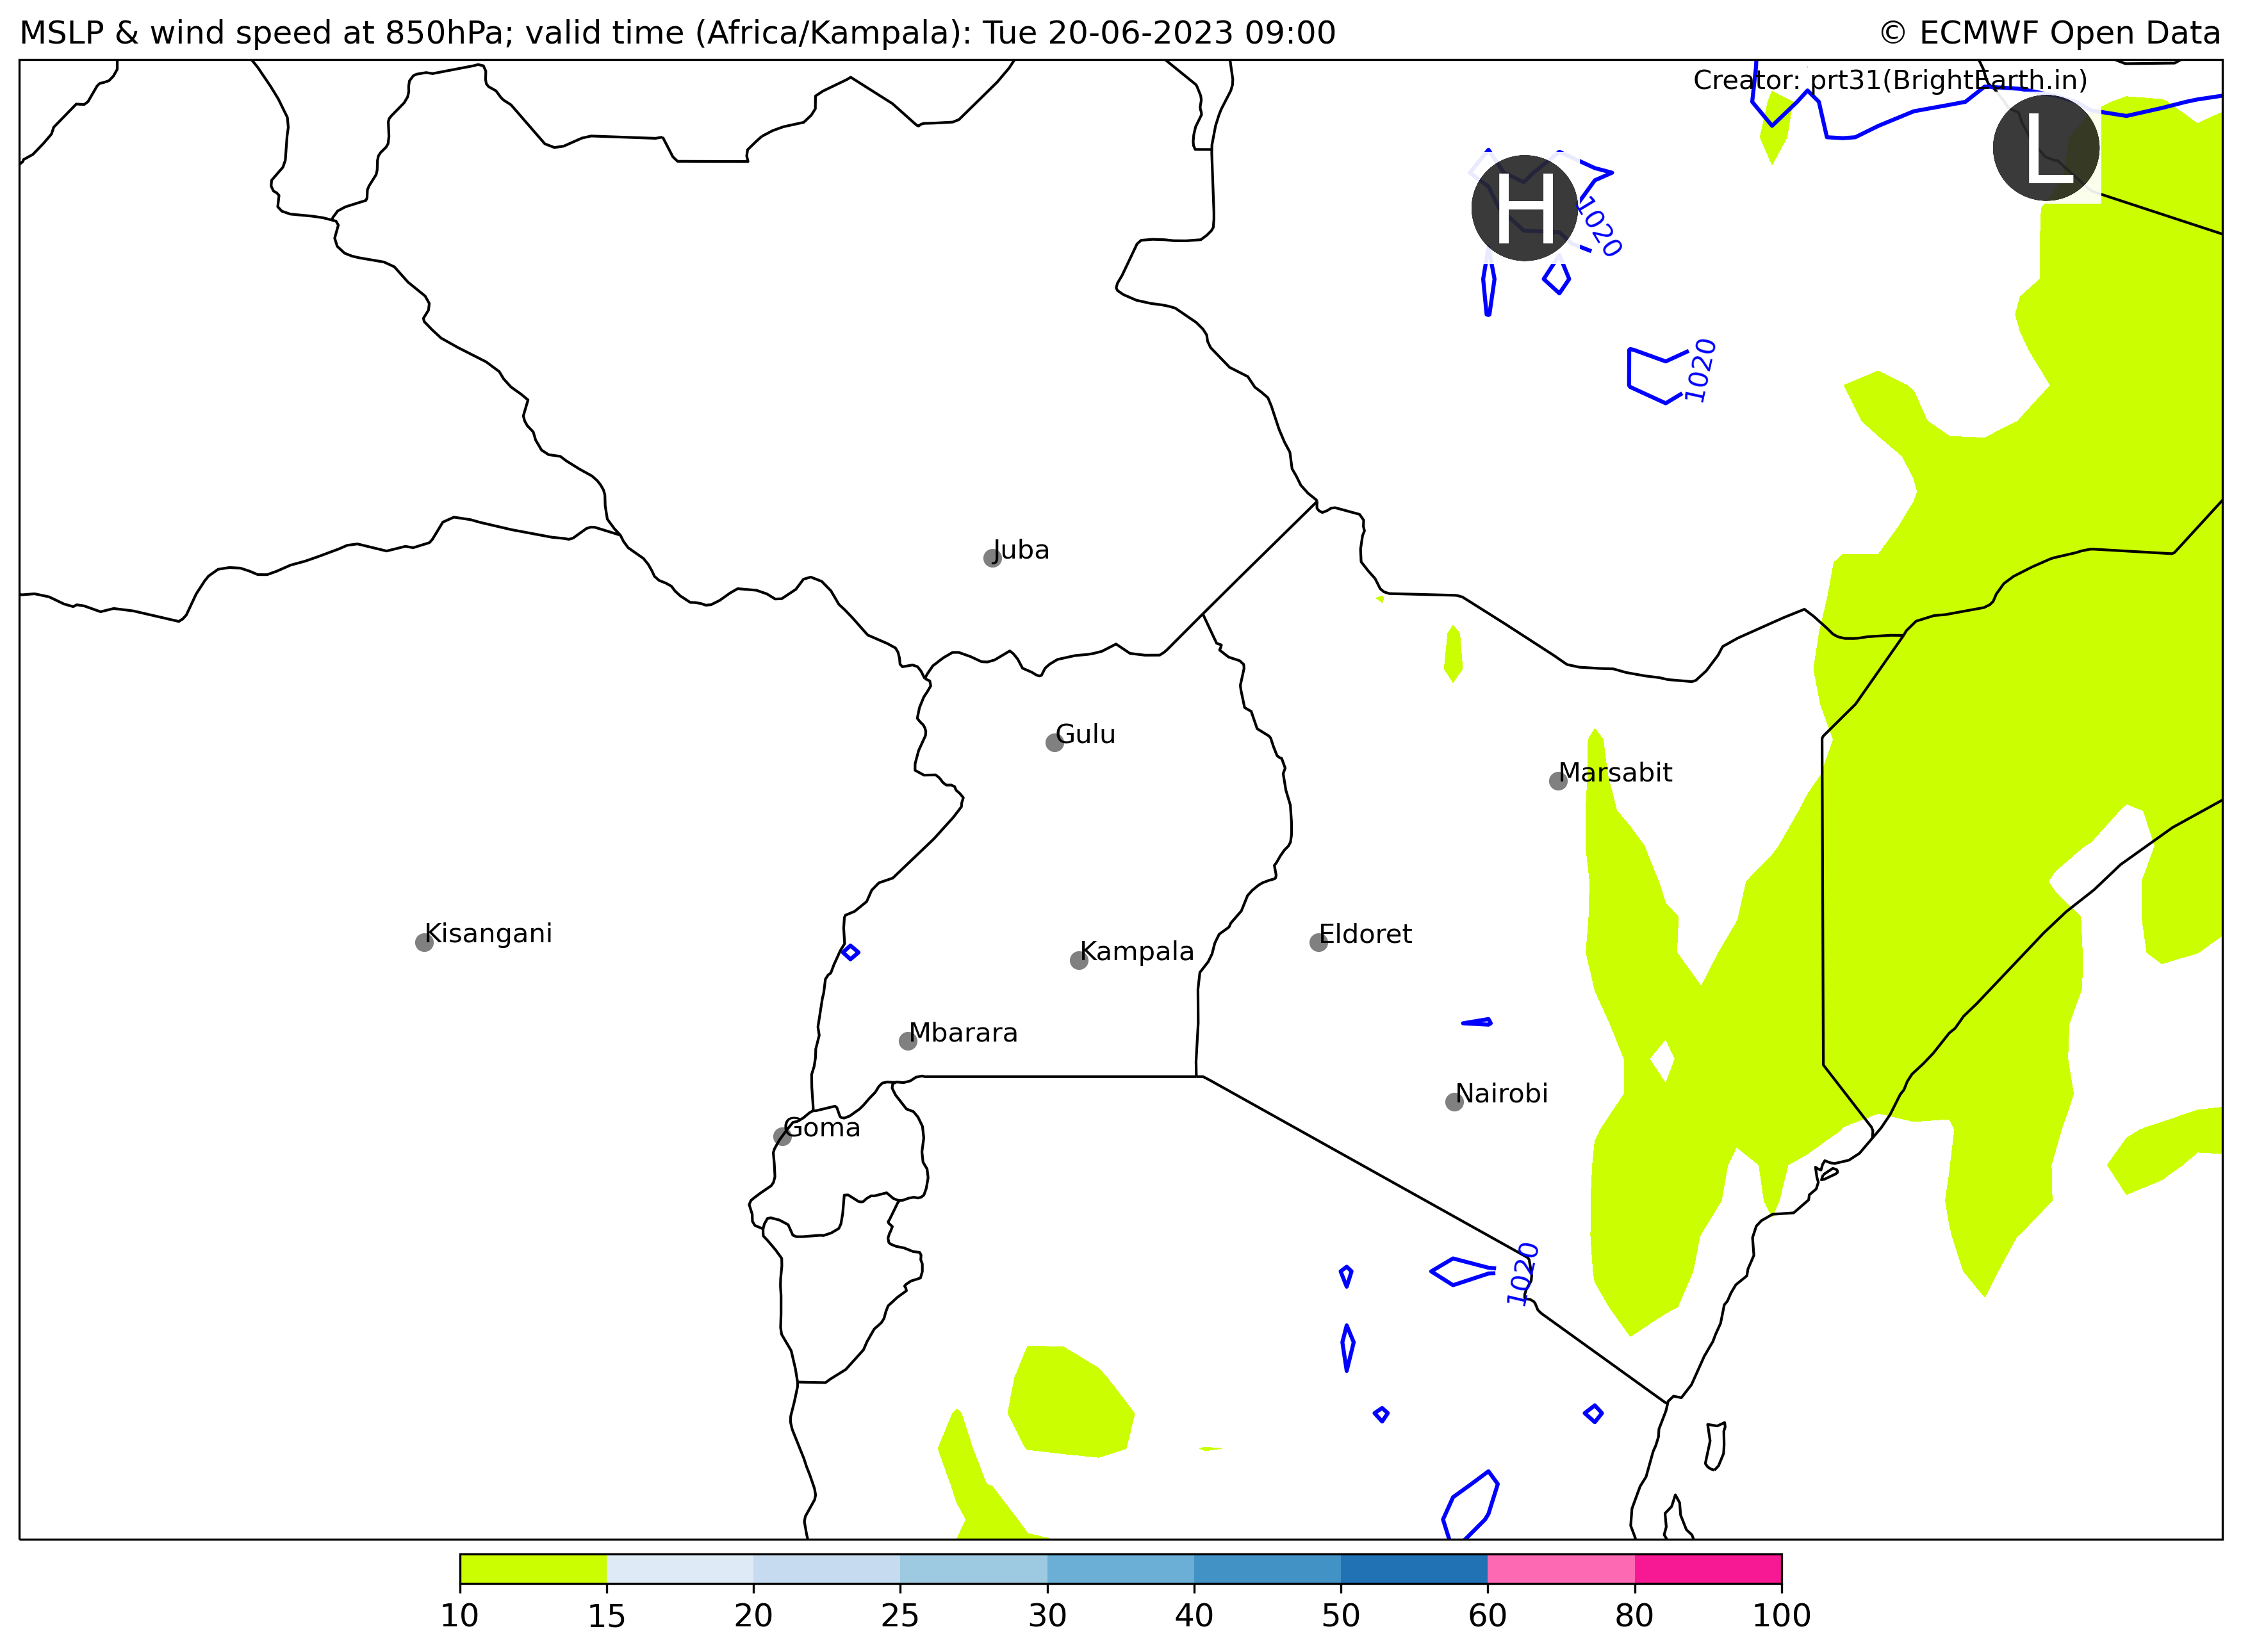 MSLP & wind speed at 850hPa; valid time (Africa/Kampala): Tue 20-06-2023 09:00
© ECMWF Open Data
Creator: prt31(BrightEarth.in)
L
H
1020
1020
Juba
Gulu
Marsabit
Kisangani
Eldoret
Kampala
Mbarara
Nairobi
Goma
1020
10 15 20 25 30 40 50 60 80 100